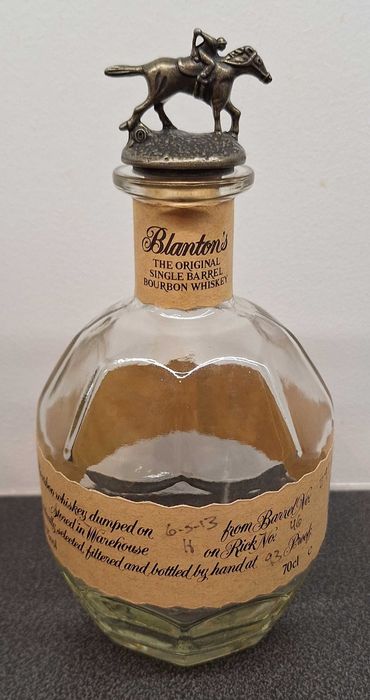 Blanton's
THE ORIGINAL
SINGLE BARREL
BOURBON WHISKEY
whiskey dumped on 6-5-13 from Barrel No.
stored in Warehouse H on Rick No. 46
selected, filtered and bottled by hand at 93 Proof
70cl